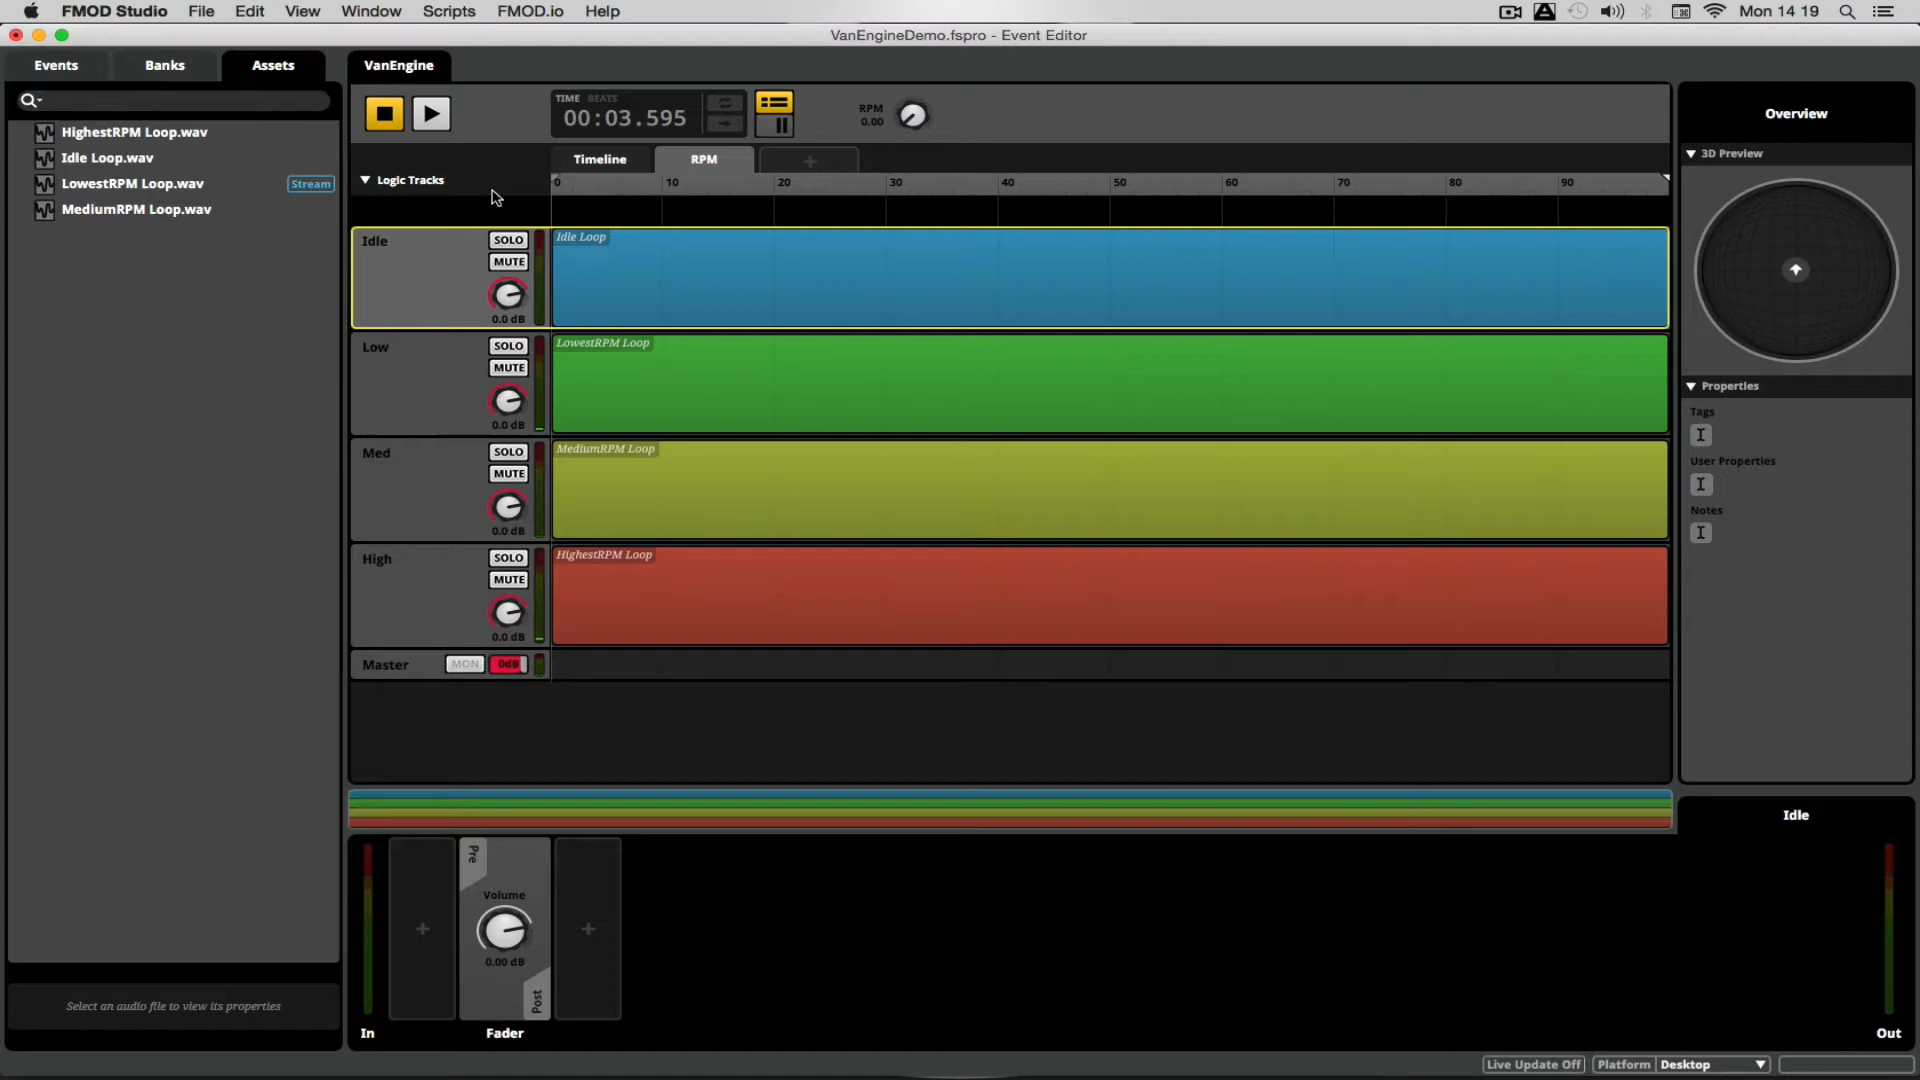 FMOD Studio File Edit View Window Scripts FMOD.io Help Mon 14 19
VanEngineDemo.fspro - Event Editor
Events Banks Assets VanEngine
HighestRPM Loop.wav
Idle Loop.wav
LowestRPM Loop.wav Stream
MediumRPM Loop.wav
Select an audio file to view its properties
TIME BEATS
00:03.595
RPM
0.00
Timeline RPM +
Logic Tracks
0 10 20 30 40 50 60 70 80 90
Idle SOLO Idle Loop
MUTE
0.0 dB
Low SOLO LowestRPM Loop
MUTE
0.0 dB
Med SOLO MediumRPM Loop
MUTE
0.0 dB
High SOLO HighestRPM Loop
MUTE
0.0 dB
Master MON 0dB
Overview
3D Preview
Properties
Tags
User Properties
Notes
Idle
Pre
Volume
0.00 dB
Post
In Fader Out
Live Update Off Platform Desktop